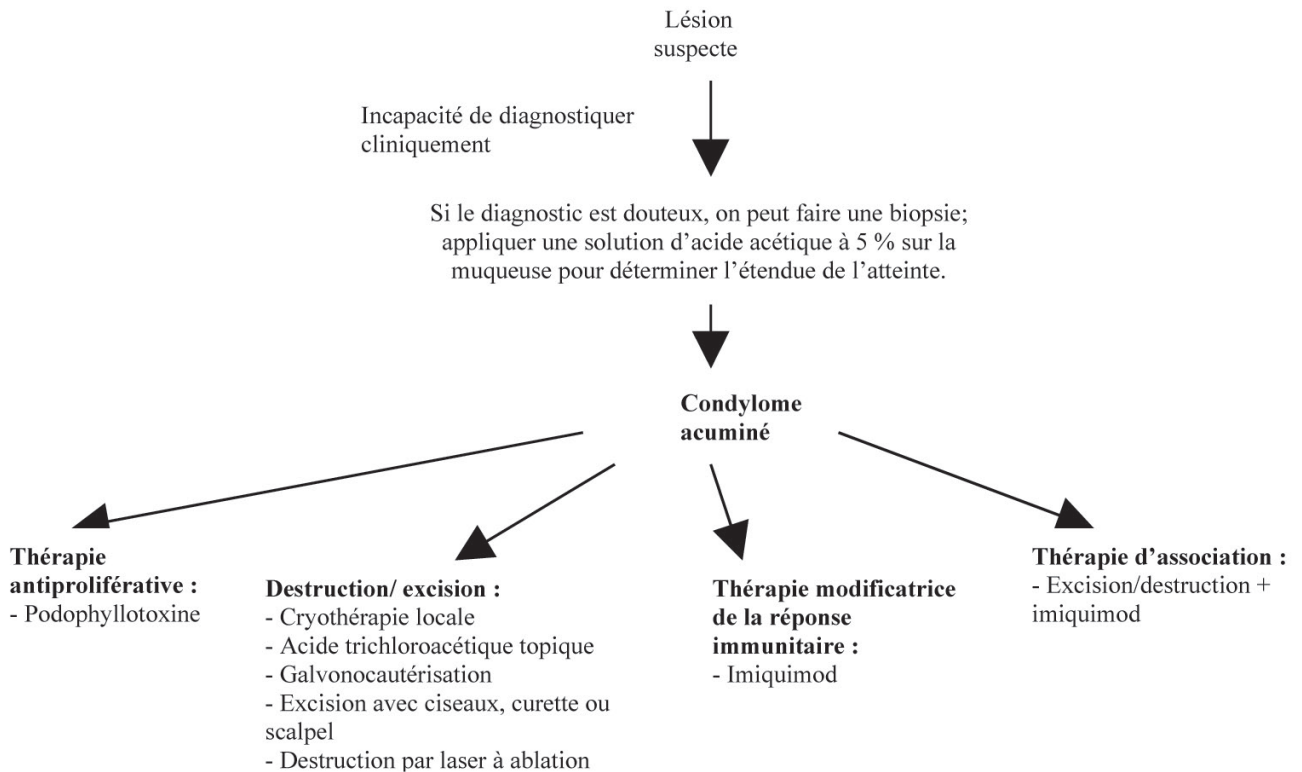 Lésion
suspecte
Incapacité de diagnostiquer
cliniquement
Si le diagnostic est douteux, on peut faire une biopsie;
appliquer une solution d’acide acétique à 5 % sur la
muqueuse pour déterminer l’étendue de l’atteinte.
Condylome
acuminé
Thérapie
antiproliférative :
- Podophyllotoxine
Destruction/ excision :
- Cryothérapie locale
- Acide trichloroacétique topique
- Galvonocautérisation
- Excision avec ciseaux, curette ou
scalpel
- Destruction par laser à ablation
Thérapie modificatrice
de la réponse
immunitaire :
- Imiquimod
Thérapie d’association :
- Excision/destruction +
imiquimod